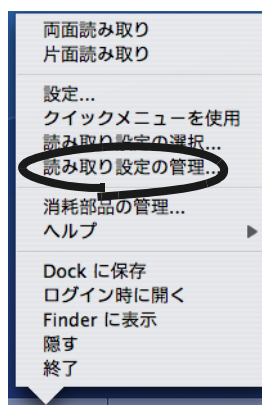 両面読み取り
片面読み取り
設定...
クイックメニューを使用
読み取り設定の選択...
読み取り設定の管理...
消耗部品の管理...
ヘルプ
Dock に保存
ログイン時に開く
Finder に表示
隠す
終了